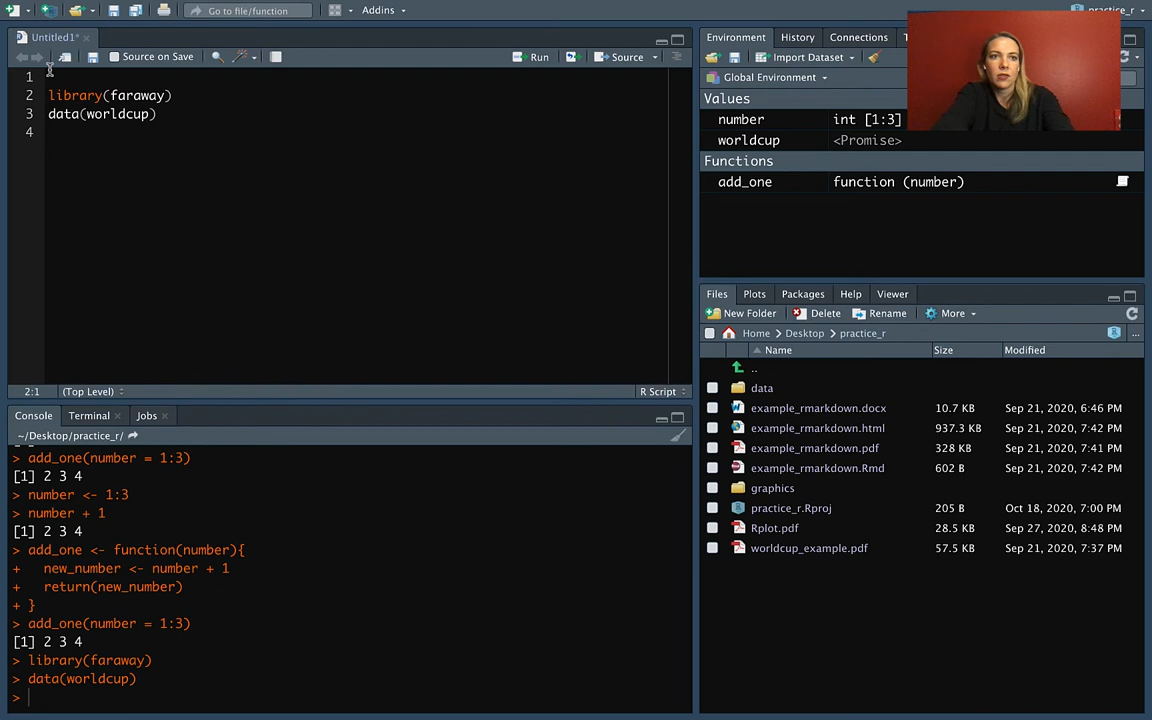 Go to file/function
Addins
practice_r
Untitled1*
Source on Save
Run
Source
1
2 library(faraway)
3 data(worldcup)
4
2:1 (Top Level) R Script
Console Terminal Jobs
~/Desktop/practice_r/
> add_one(number = 1:3)
[1] 2 3 4
> number <- 1:3
> number + 1
[1] 2 3 4
> add_one <- function(number){
+ new_number <- number + 1
+ return(new_number)
+ }
> add_one(number = 1:3)
[1] 2 3 4
> library(faraway)
> data(worldcup)
>
Environment History Connections
Import Dataset
Global Environment
Values
number int [1:3]
worldcup <Promise>
Functions
add_one function (number)
Files Plots Packages Help Viewer
New Folder Delete Rename More
Home Desktop practice_r ...
Name Size Modified
..
data
example_rmarkdown.docx 10.7 KB Sep 21, 2020, 6:46 PM
example_rmarkdown.html 937.3 KB Sep 21, 2020, 7:42 PM
example_rmarkdown.pdf 328 KB Sep 21, 2020, 7:41 PM
example_rmarkdown.Rmd 602 B Sep 21, 2020, 7:42 PM
graphics
practice_r.Rproj 205 B Oct 18, 2020, 7:00 PM
Rplot.pdf 28.5 KB Sep 27, 2020, 8:48 PM
worldcup_example.pdf 57.5 KB Sep 21, 2020, 7:37 PM